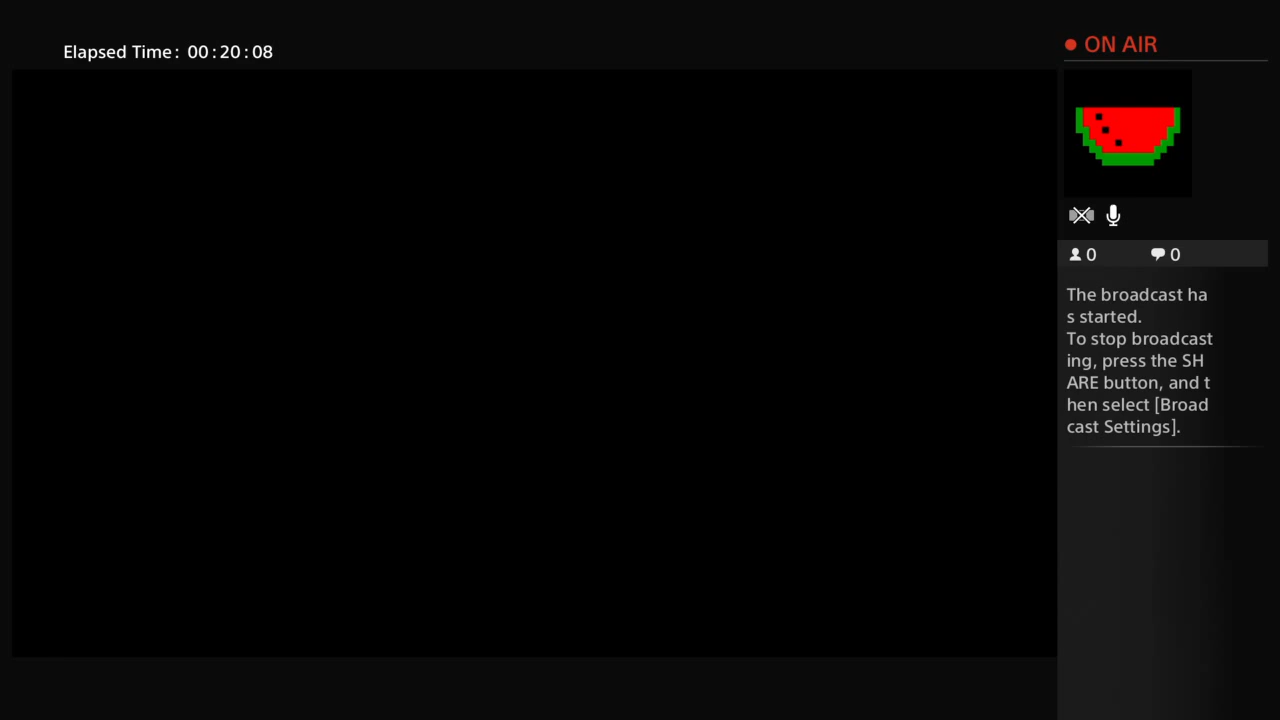 Elapsed Time: 00:20:08
ON AIR
0 0
The broadcast ha
s started.
To stop broadcast
ing, press the SH
ARE button, and t
hen select [Broad
cast Settings].